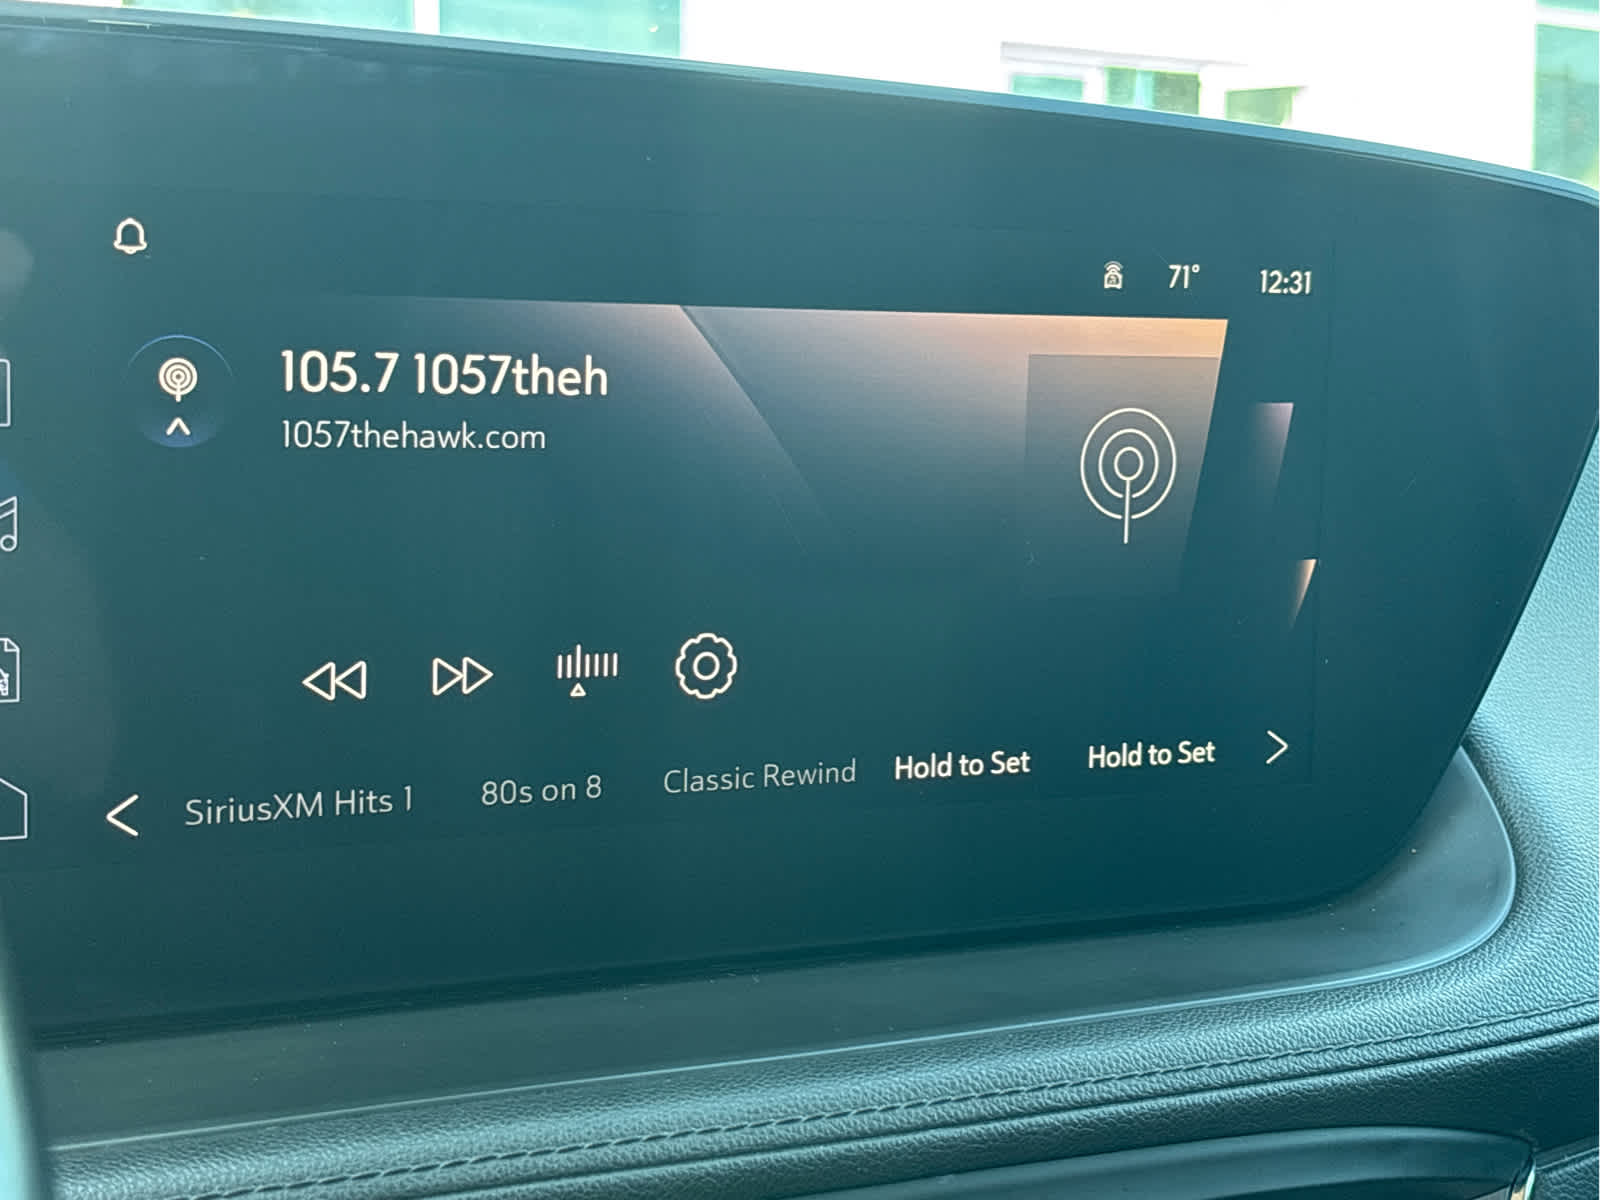 71° 12:31
105.7 1057theh
1057thehawk.com
SiriusXM Hits 1 80s on 8 Classic Rewind Hold to Set Hold to Set